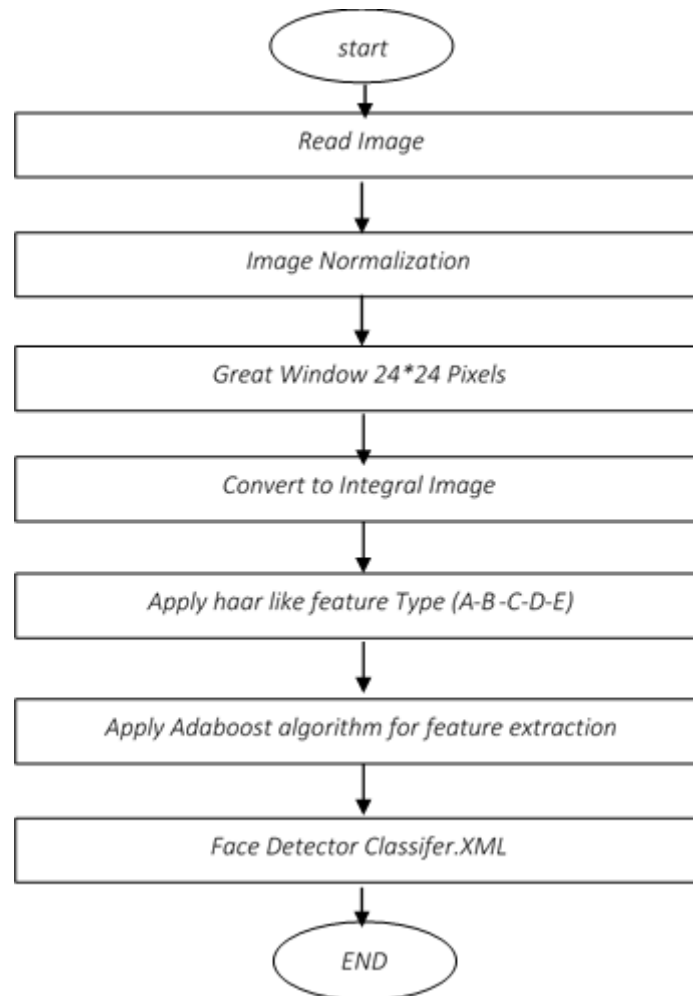 start
Read Image
Image Normalization
Great Window 24*24 Pixels
Convert to Integral Image
Apply haar like feature Type (A-B-C-D-E)
Apply Adaboost algorithm for feature extraction
Face Detector Classifer.XML
END